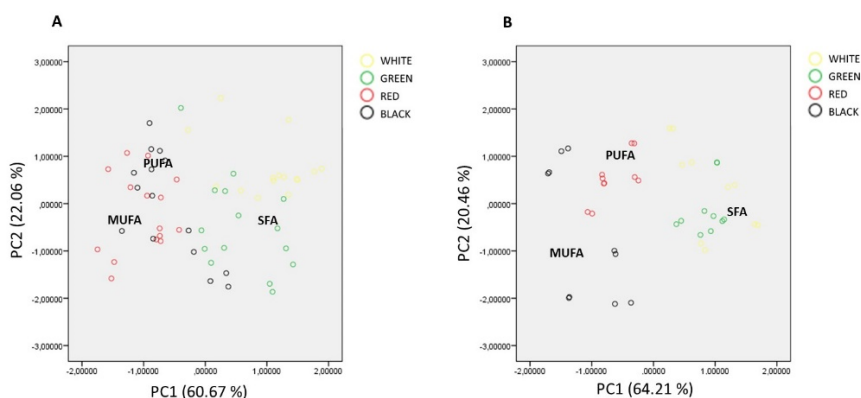 A
3,00000
2,00000
1,00000
,00000
-1,00000
-2,00000
-3,00000
PC2 (22.06 %)
PUFA
MUFA
SFA
-2,00000 -1,00000 ,00000 1,00000 2,00000
PC1 (60.67 %)
WHITE
GREEN
RED
BLACK
B
3,00000
2,00000
1,00000
,00000
-1,00000
-2,00000
-3,00000
PC2 (20.46 %)
PUFA
SFA
MUFA
-2,00000 -1,00000 ,00000 1,00000 2,00000
PC1 (64.21 %)
WHITE
GREEN
RED
BLACK